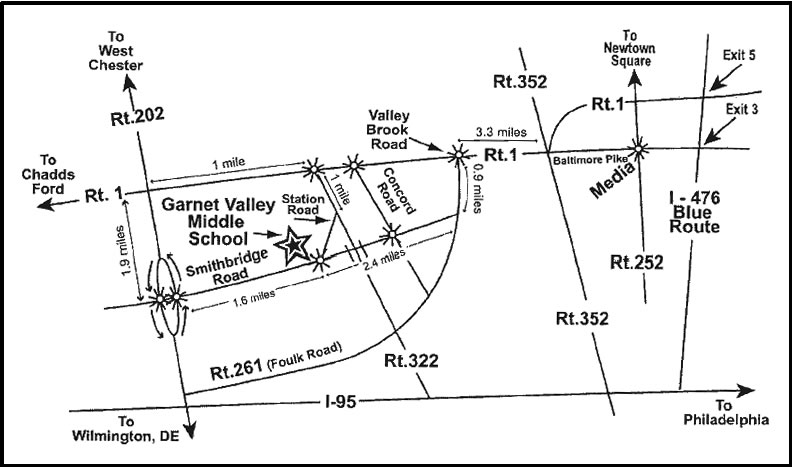 To
West
Chester
To
Newtown
Square
Exit 5
Rt.352
Rt.202
Rt.1
Exit 3
Valley
Brook
Road
3.3 miles
1 mile
Rt.1
Baltimore Pike
Media
To
Chadds
Ford
Rt. 1
1 mile
Station
Road
Concord
Road
0.9 miles
Garnet Valley
Middle
School
I - 476
Blue
Route
1.9 miles
Smithbridge
Road
2.4 miles
Rt.252
1.6 miles
Rt.352
Rt.261 (Foulk Road)
Rt.322
I-95
To
Wilmington, DE
To
Philadelphia